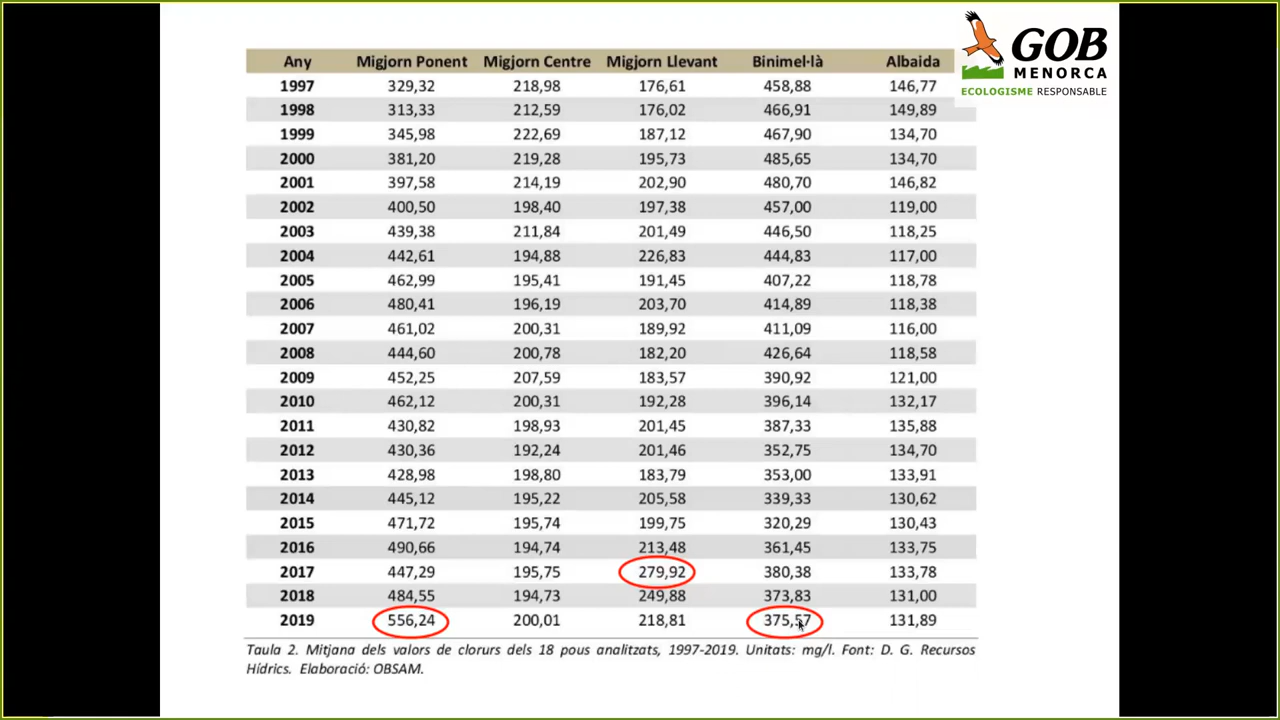 GOB
MENORCA
ECOLOGISME RESPONSABLE
Any Migjorn Ponent Migjorn Centre Migjorn Llevant Binimel·là Albaida
1997 329,32 218,98 176,61 458,88 146,77
1998 313,33 212,59 176,02 466,91 149,89
1999 345,98 222,69 187,12 467,90 134,70
2000 381,20 219,28 195,73 485,65 134,70
2001 397,58 214,19 202,90 480,70 146,82
2002 400,50 198,40 197,38 457,00 119,00
2003 439,38 211,84 201,49 446,50 118,25
2004 442,61 194,88 226,83 444,83 117,00
2005 462,99 195,41 191,45 407,22 118,78
2006 480,41 196,19 203,70 414,89 118,38
2007 461,02 200,31 189,92 411,09 116,00
2008 444,60 200,78 182,20 426,64 118,58
2009 452,25 207,59 183,57 390,92 121,00
2010 462,12 200,31 192,28 396,14 132,17
2011 430,82 198,93 201,45 387,33 135,88
2012 430,36 192,24 201,46 352,75 134,70
2013 428,98 198,80 183,79 353,00 133,91
2014 445,12 195,22 205,58 339,33 130,62
2015 471,72 195,74 199,75 320,29 130,43
2016 490,66 194,74 213,48 361,45 133,75
2017 447,29 195,75 279,92 380,38 133,78
2018 484,55 194,73 249,88 373,83 131,00
2019 556,24 200,01 218,81 375,57 131,89
Taula 2. Mitjana dels valors de clorurs dels 18 pous analitzats, 1997-2019. Unitats: mg/l. Font: D. G. Recursos
Hídrics. Elaboració: OBSAM.